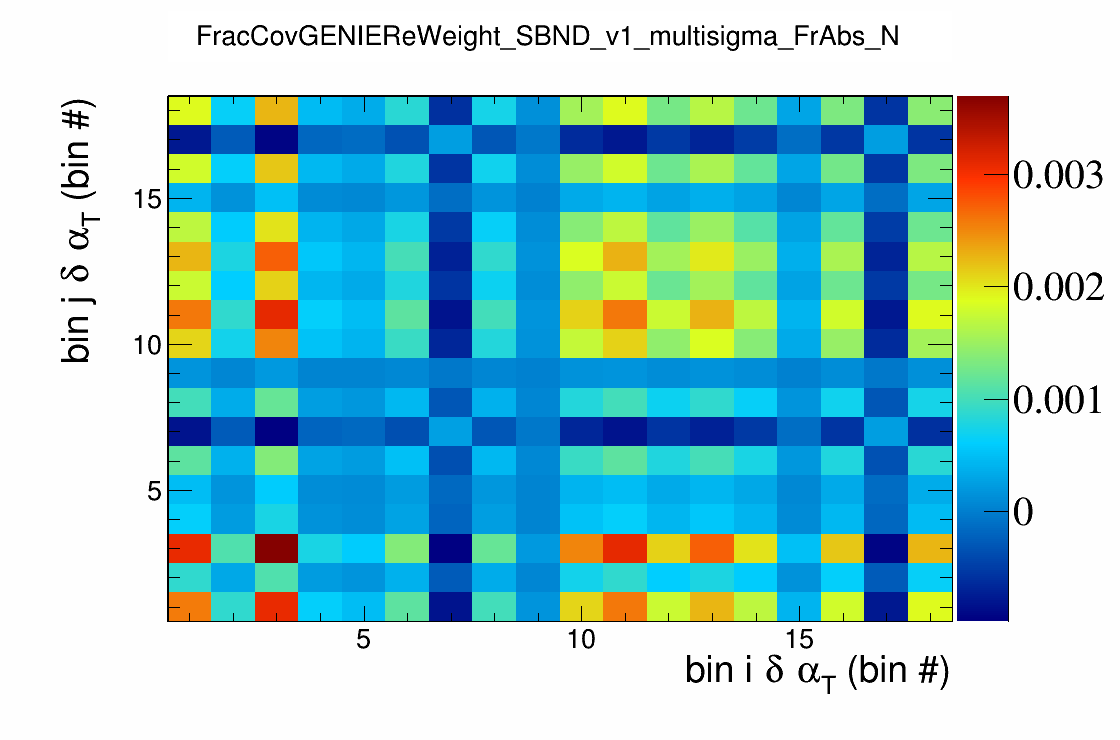 FracCovGENIEReWeight_SBND_v1_multisigma_FrAbs_N
bin j δ α_T (bin #)
15
10
5
5 10 15
bin i δ α_T (bin #)
0.003
0.002
0.001
0